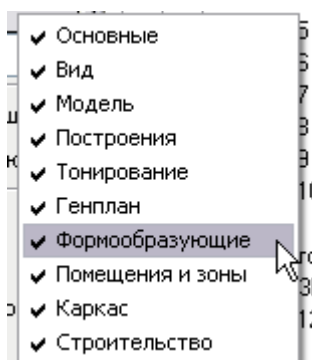 Основные
Вид
Модель
Построения
Тонирование
Генплан
Формообразующие
Помещения и зоны
Каркас
Строительство